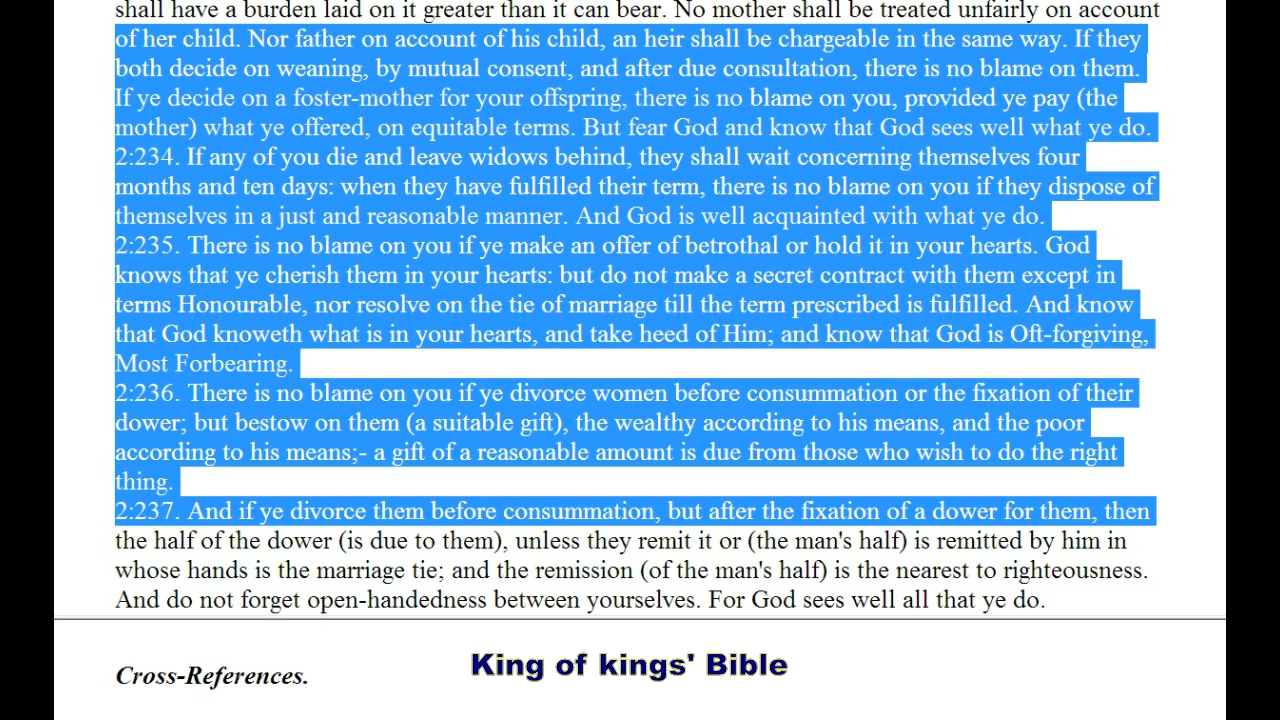 shall have a burden laid on it greater than it can bear. No mother shall be treated unfairly on account
of her child. Nor father on account of his child, an heir shall be chargeable in the same way. If they
both decide on weaning, by mutual consent, and after due consultation, there is no blame on them.
If ye decide on a foster-mother for your offspring, there is no blame on you, provided ye pay (the
mother) what ye offered, on equitable terms. But fear God and know that God sees well what ye do.
2:234. If any of you die and leave widows behind, they shall wait concerning themselves four
months and ten days: when they have fulfilled their term, there is no blame on you if they dispose of
themselves in a just and reasonable manner. And God is well acquainted with what ye do.
2:235. There is no blame on you if ye make an offer of betrothal or hold it in your hearts. God
knows that ye cherish them in your hearts: but do not make a secret contract with them except in
terms Honourable, nor resolve on the tie of marriage till the term prescribed is fulfilled. And know
that God knoweth what is in your hearts, and take heed of Him; and know that God is Oft-forgiving,
Most Forbearing.
2:236. There is no blame on you if ye divorce women before consummation or the fixation of their
dower; but bestow on them (a suitable gift), the wealthy according to his means, and the poor
according to his means;- a gift of a reasonable amount is due from those who wish to do the right
thing.
2:237. And if ye divorce them before consummation, but after the fixation of a dower for them, then
the half of the dower (is due to them), unless they remit it or (the man's half) is remitted by him in
whose hands is the marriage tie; and the remission (of the man's half) is the nearest to righteousness.
And do not forget open-handedness between yourselves. For God sees well all that ye do.
King of kings' Bible
Cross-References.